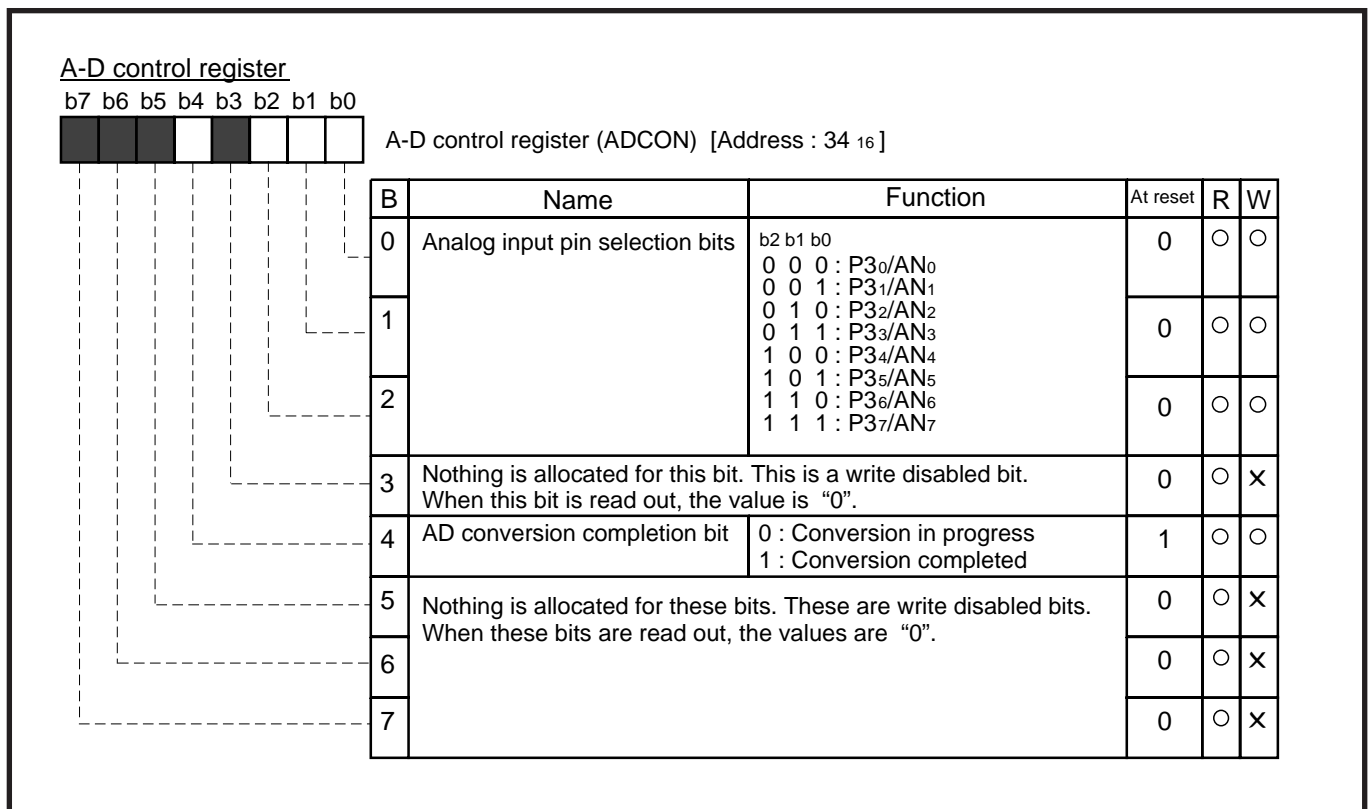 A-D control register
b7 b6 b5 b4 b3 b2 b1 b0
A-D control register (ADCON) [Address : 34 16 ]
B Name Function At reset R W
0 Analog input pin selection bits b2 b1 b0 0 ○ ○
0 0 0 : P30/AN0
0 0 1 : P31/AN1
0 1 0 : P32/AN2
1 0 ○ ○
0 1 1 : P33/AN3
1 0 0 : P34/AN4
1 0 1 : P35/AN5
2 0 ○ ○
1 1 0 : P36/AN6
1 1 1 : P37/AN7
3 Nothing is allocated for this bit. This is a write disabled bit. 0 ○ ×
When this bit is read out, the value is “0”.
4 AD conversion completion bit 0 : Conversion in progress 1 ○ ○
1 : Conversion completed
5 Nothing is allocated for these bits. These are write disabled bits. 0 ○ ×
When these bits are read out, the values are “0”.
6 0 ○ ×
7 0 ○ ×